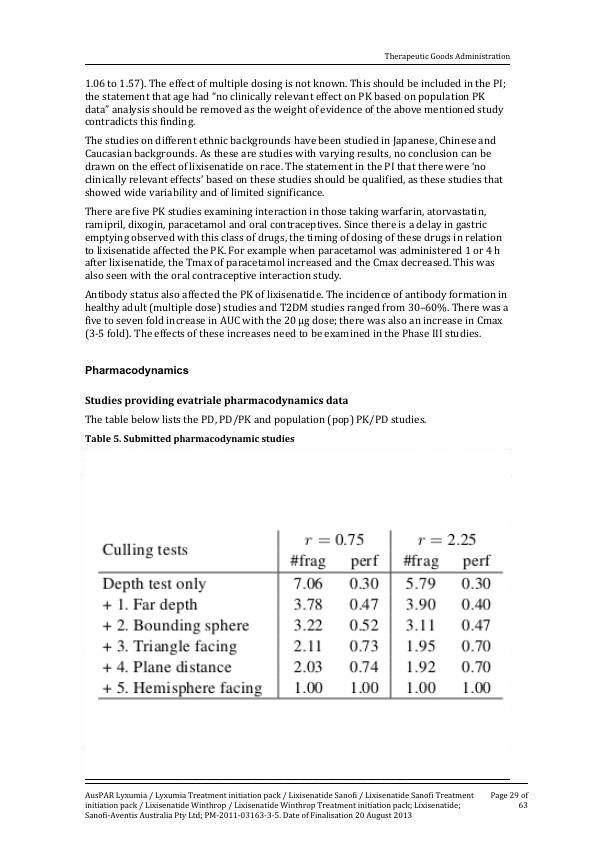 Therapeutic Goods Administration
1.06 to 1.57). The effect of multiple dosing is not known. This should be included in the PI;
the statement that age had “no clinically relevant effect on PK based on population PK
data” analysis should be removed as the weight of evidence of the above mentioned study
contradicts this finding.
The studies on different ethnic backgrounds have been studied in Japanese, Chinese and
Caucasian backgrounds. As these are studies with varying results, no conclusion can be
drawn on the effect of lixisenatide on race. The statement in the PI that there were ‘no
clinically relevant effects’ based on these studies should be qualified, as these studies that
showed wide variability and of limited significance.
There are five PK studies examining interaction in those taking warfarin, atorvastatin,
ramipril, dixogin, paracetamol and oral contraceptives. Since there is a delay in gastric
emptying observed with this class of drugs, the timing of dosing of these drugs in relation
to lixisenatide affected the PK. For example when paracetamol was administered 1 or 4 h
after lixisenatide, the Tmax of paracetamol increased and the Cmax decreased. This was
also seen with the oral contraceptive interaction study.
Antibody status also affected the PK of lixisenatide. The incidence of antibody formation in
healthy adult (multiple dose) studies and T2DM studies ranged from 30–60%. There was a
five to seven fold increase in AUC with the 20 µg dose; there was also an increase in Cmax
(3-5 fold). The effects of these increases need to be examined in the Phase III studies.
Pharmacodynamics
Studies providing evatriale pharmacodynamics data
The table below lists the PD, PD/PK and population (pop) PK/PD studies.
Table 5. Submitted pharmacodynamic studies
Culling tests r = 0.75 r = 2.25
#frag perf #frag perf
Depth test only 7.06 0.30 5.79 0.30
+ 1. Far depth 3.78 0.47 3.90 0.40
+ 2. Bounding sphere 3.22 0.52 3.11 0.47
+ 3. Triangle facing 2.11 0.73 1.95 0.70
+ 4. Plane distance 2.03 0.74 1.92 0.70
+ 5. Hemisphere facing 1.00 1.00 1.00 1.00
AusPAR Lyxumia / Lyxumia Treatment initiation pack / Lixisenatide Sanofi / Lixisenatide Sanofi Treatment
initiation pack / Lixisenatide Winthrop / Lixisenatide Winthrop Treatment initiation pack; Lixisenatide;
Sanofi-Aventis Australia Pty Ltd; PM-2011-03163-3-5. Date of Finalisation 20 August 2013
Page 29 of
63